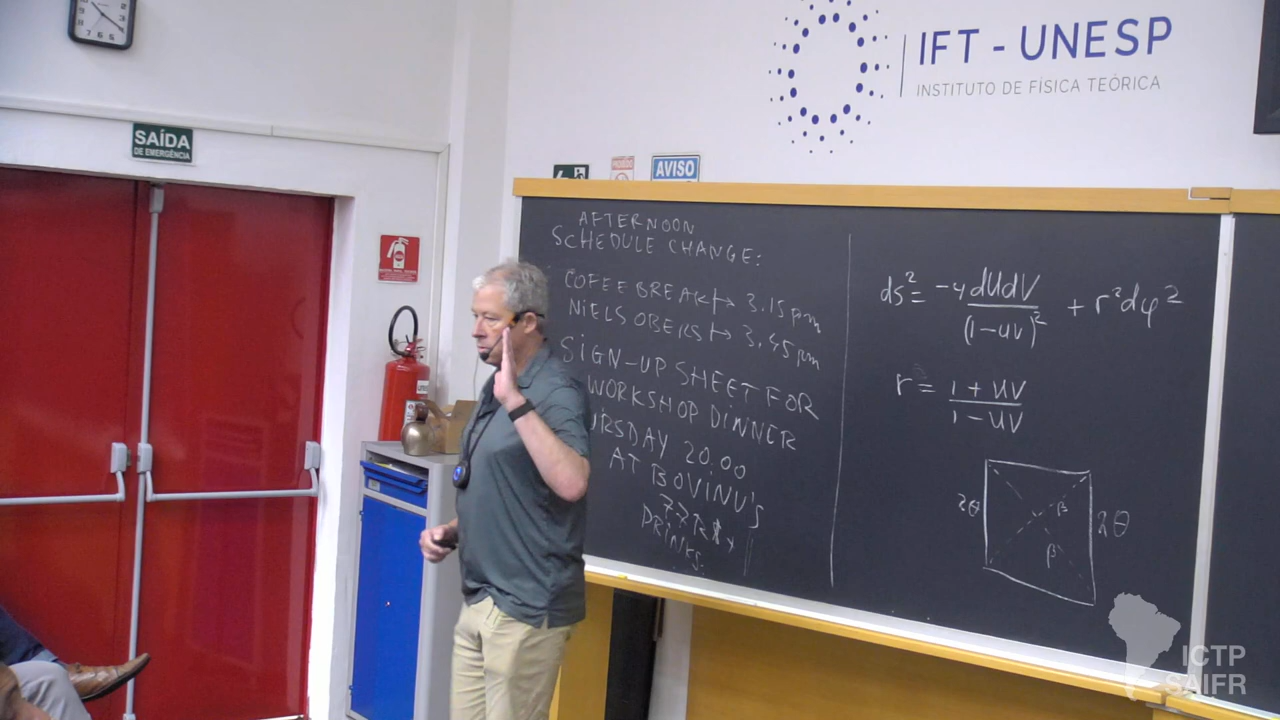 IFT - UNESP
INSTITUTO DE FÍSICA TEÓRICA
SAÍDA
DE EMERGÊNCIA
AVISO
AFTERNOON
SCHEDULE CHANGE:
COFEE BREAK → 3.15 pm
NIELS OBERS → 3.45 pm
SIGN-UP SHEET FOR
WORKSHOP DINNER
URSDAY 20.00
AT BOVINU'S
DRINKS.
ds² = -4dUdV / (1-UV)² + r²dφ²
r = 1 + UV / 1 - UV
2θ
β
2θ
β
ICTP
SAIFR